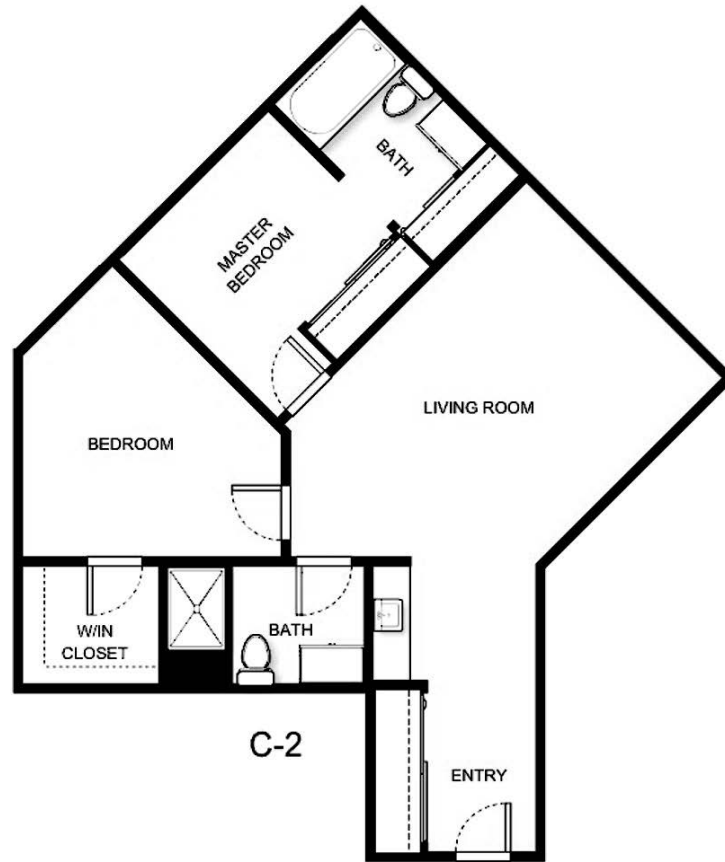 BATH
MASTER
BEDROOM
LIVING ROOM
BEDROOM
W/IN
CLOSET
BATH
C-2
ENTRY